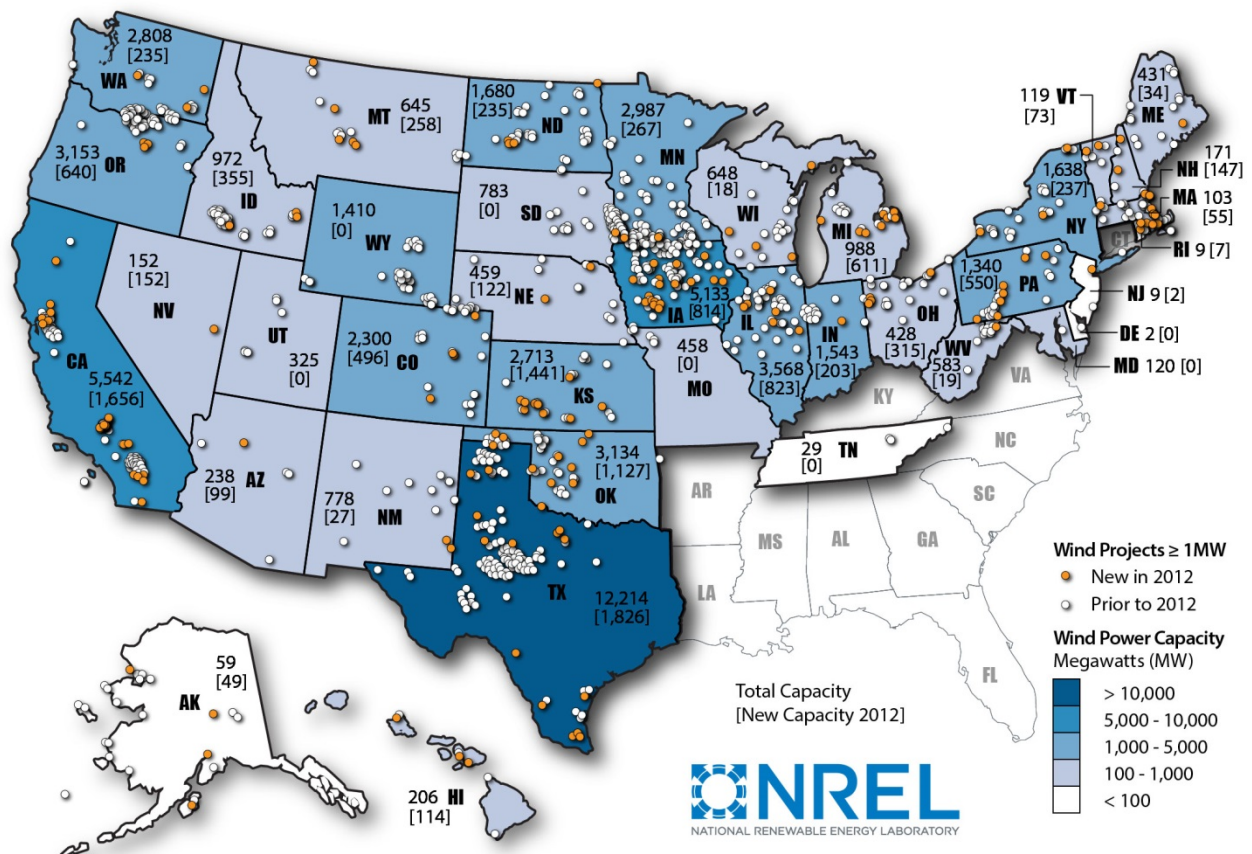 2,808
[235]
WA
3,153
[640]
OR
972
[355]
ID
MT
645
[258]
1,680
[235]
ND
2,987
[267]
MN
783
[0]
SD
648
[18]
WI
MI
988
[611]
119 VT
[73]
431
[34]
ME
171
NH
[147]
MA 103
[55]
RI 9 [7]
CT
1,638
[237]
NY
1,340
[550]
PA
NJ 9 [2]
DE 2 [0]
MD 120 [0]
1,410
[0]
WY
152
[152]
NV
UT
325
[0]
459
[122]
NE
5,133
[814]
IA
IL
3,568
[823]
IN
1,543
[203]
OH
428
[315]
WV
583
[19]
VA
KY
CA
5,542
[1,656]
2,300
[496]
CO
2,713
[1,441]
KS
458
[0]
MO
238
[99]
AZ
778
[27]
NM
3,134
[1,127]
OK
29
[0]
TN
NC
SC
AR
MS
AL
GA
LA
FL
TX
12,214
[1,826]
59
[49]
AK
206
[114]
HI
Total Capacity
[New Capacity 2012]
Wind Projects ≥ 1MW
New in 2012
Prior to 2012
Wind Power Capacity
Megawatts (MW)
> 10,000
5,000 - 10,000
1,000 - 5,000
100 - 1,000
< 100
NREL
NATIONAL RENEWABLE ENERGY LABORATORY